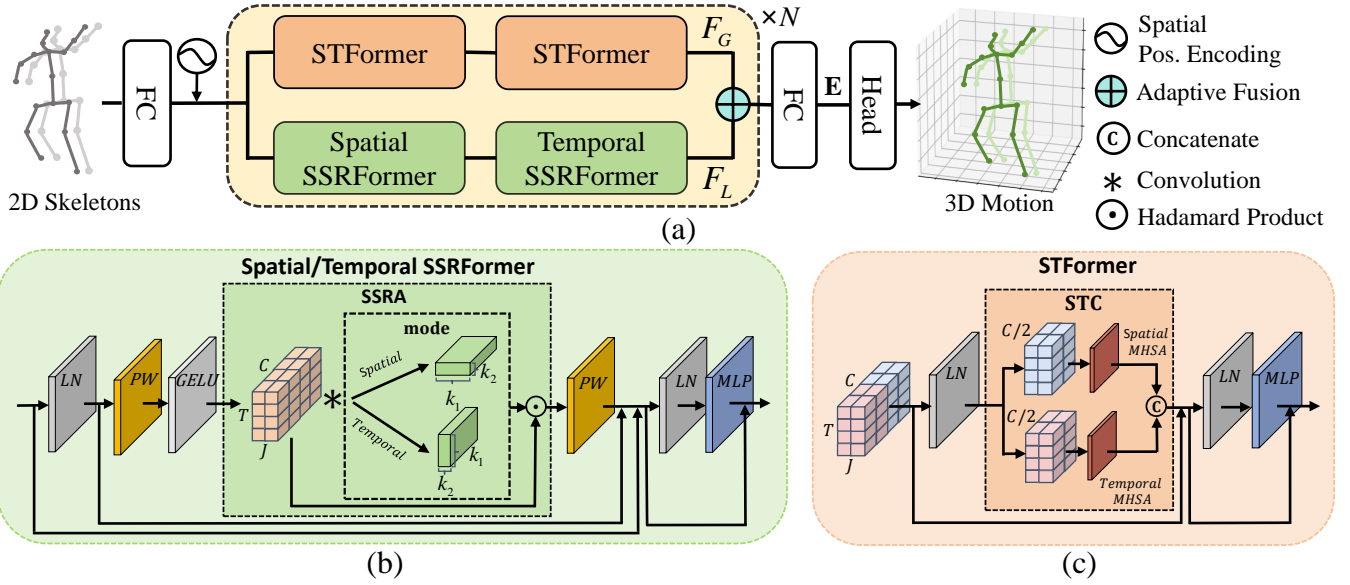 STFormer
STFormer
F_G
×N
Spatial
SSRFormer
Temporal
SSRFormer
F_L
FC
FC
E
Head
2D Skeletons
3D Motion
Spatial
Pos. Encoding
Adaptive Fusion
C Concatenate
* Convolution
Hadamard Product
(a)
Spatial/Temporal SSRFormer
SSRA
mode
LN
PW
GELU
C
T
J
*
Spatial
Temporal
k_1
k_2
k_1
k_2
PW
LN
MLP
(b)
STFormer
STC
C
T
J
LN
C/2
C/2
Spatial
MHSA
Temporal
MHSA
C
LN
MLP
(c)